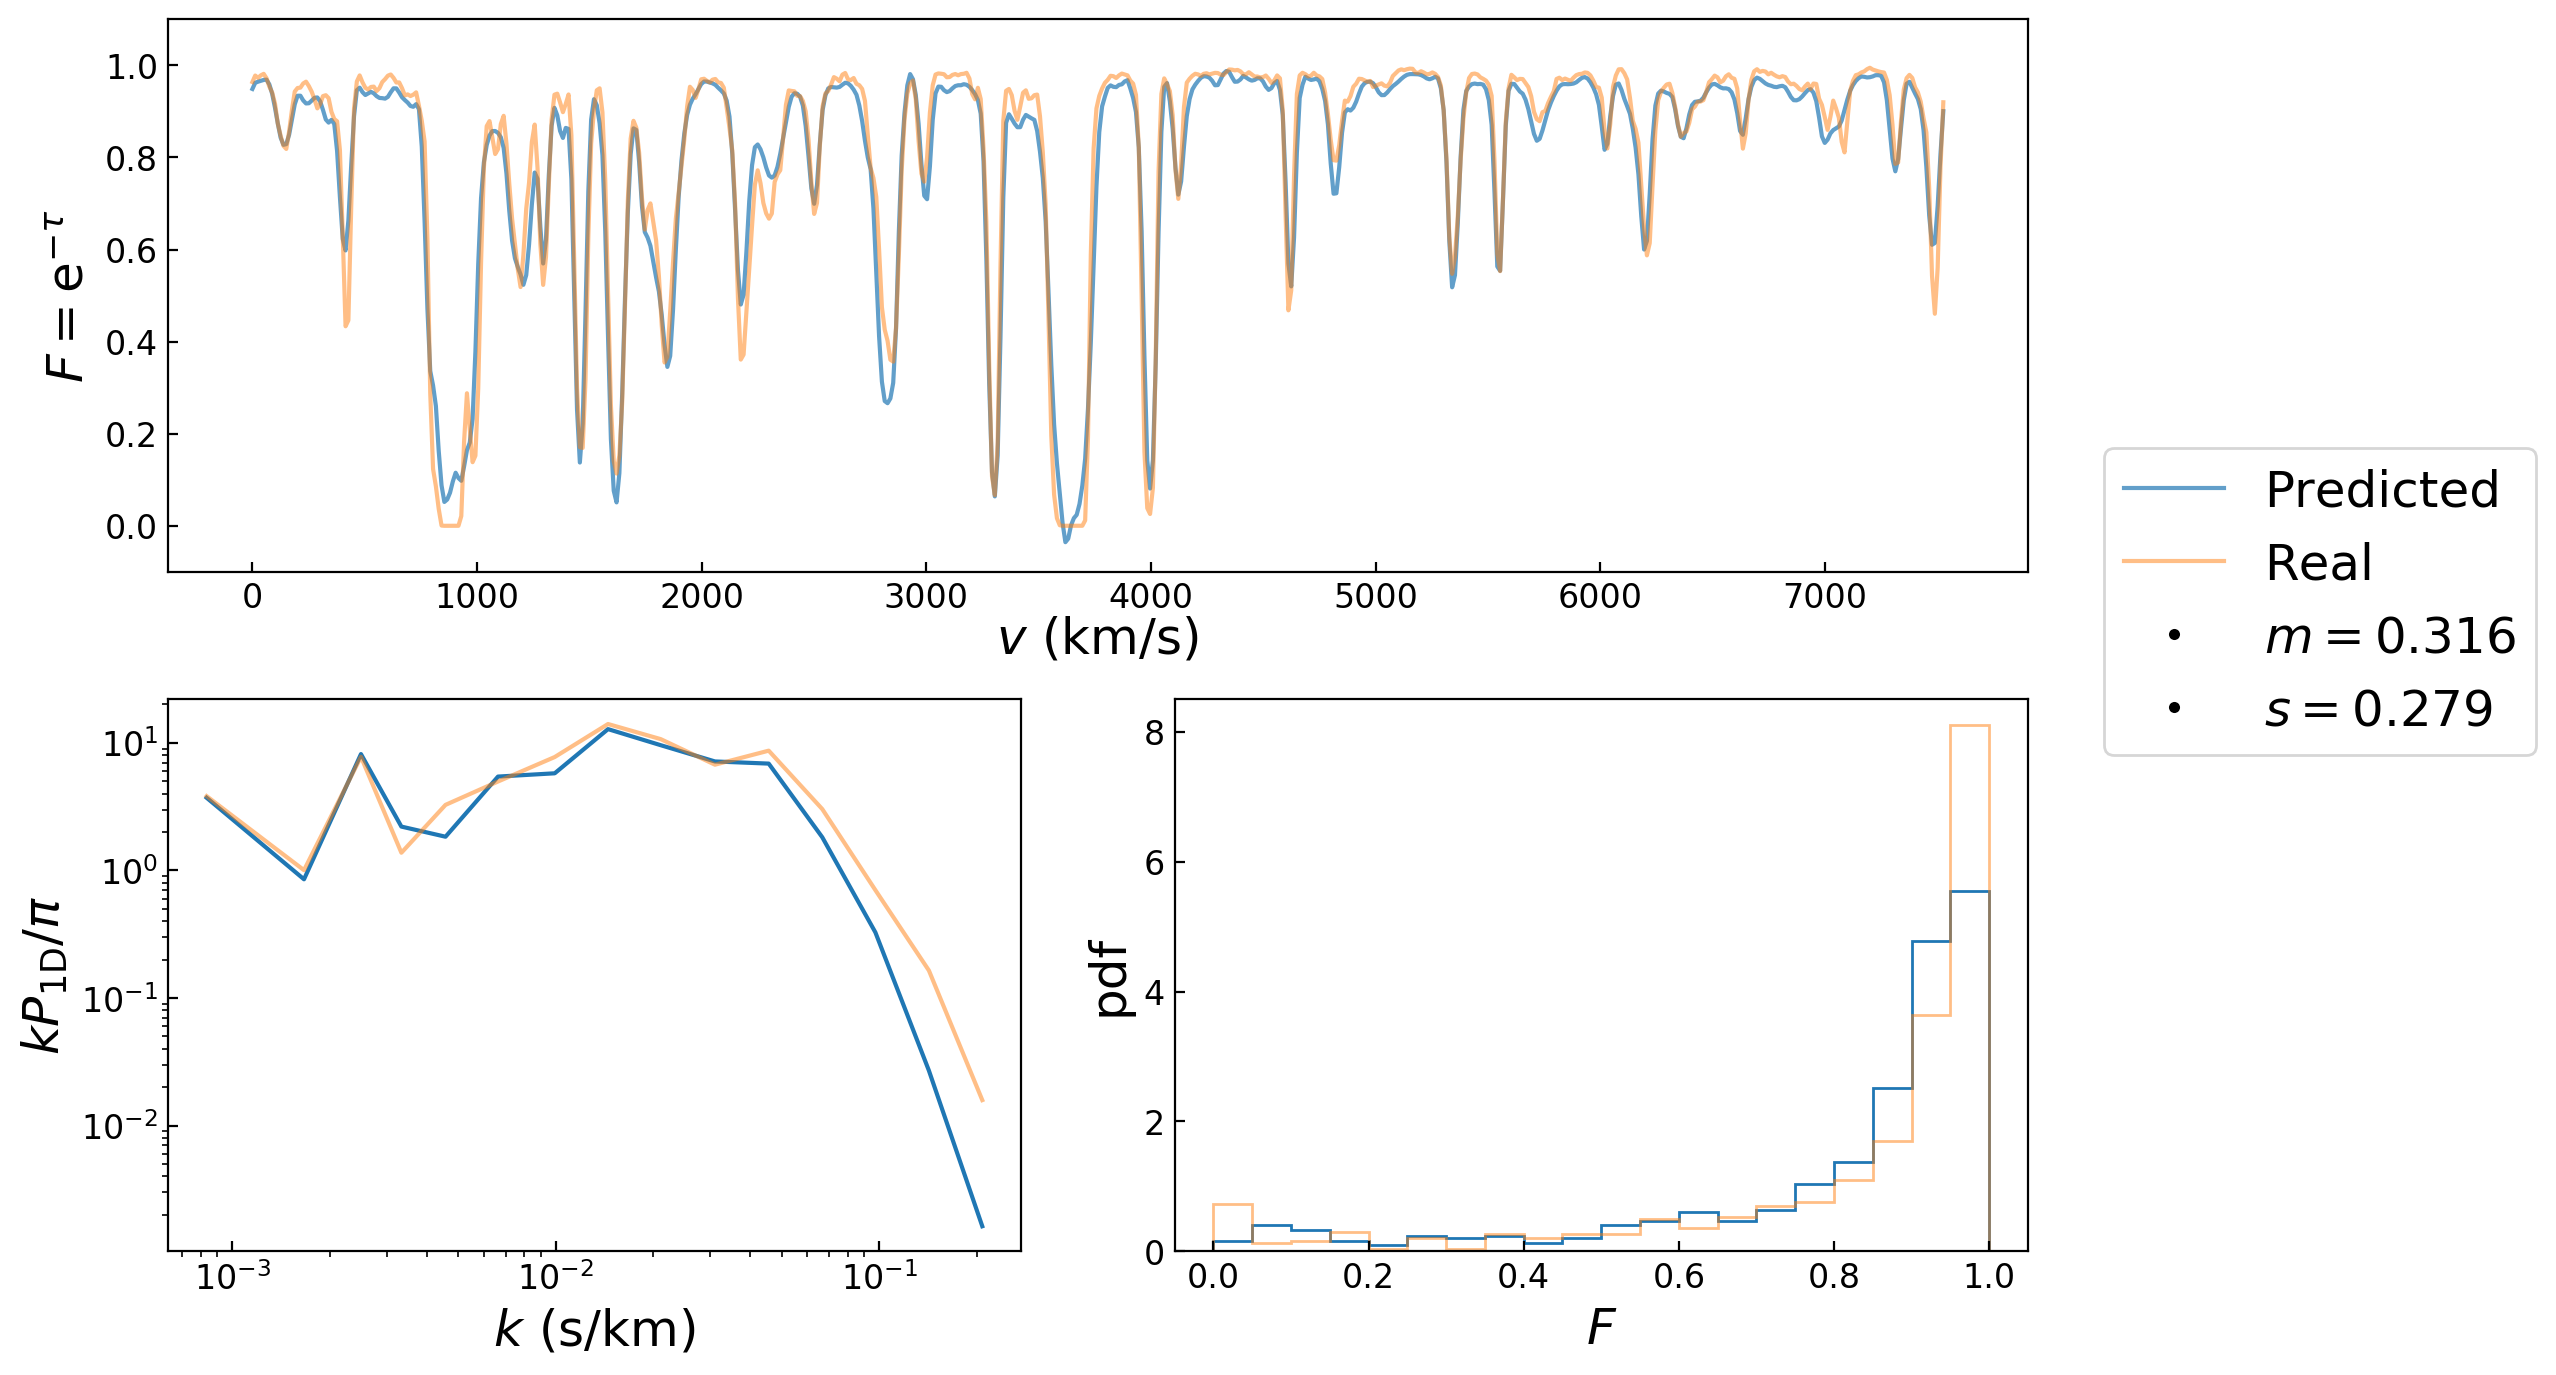 1.0
0.8
0.6
0.4
0.2
0.0
F = e^{−τ}
0 1000 2000 3000 4000 5000 6000 7000
v (km/s)
Predicted
Real
m = 0.316
s = 0.279
10^1
10^0
10^{−1}
10^{−2}
kP_{1D}/π
10^{−3} 10^{−2} 10^{−1}
k (s/km)
8
6
4
2
0
pdf
0.0 0.2 0.4 0.6 0.8 1.0
F